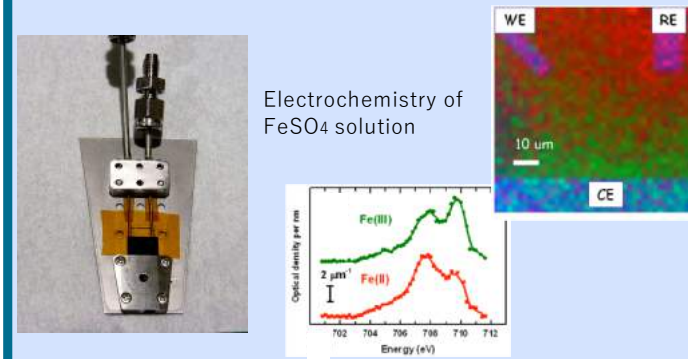 WE
RE
Electrochemistry of
FeSO4 solution
10 um
CE
Fe(III)
Fe(II)
2 μm⁻¹
Optical density per nm
702 704 706 708 710 712
Energy (eV)